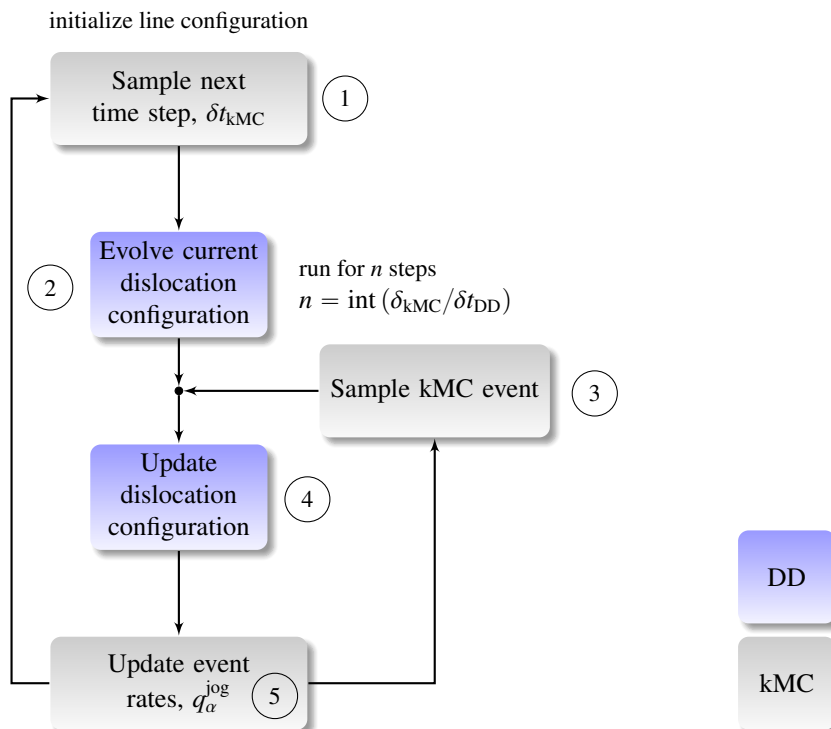 initialize line configuration
Sample next
time step, δt_kMC
1
Evolve current
dislocation
configuration
2
run for n steps
n = int (δ_kMC/δt_DD)
Sample kMC event
3
Update
dislocation
configuration
4
Update event
rates, q_α^jog
5
DD
kMC